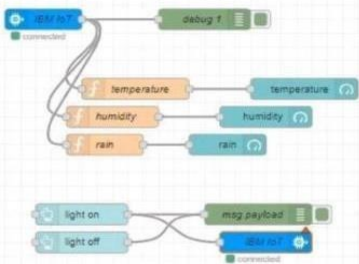 IBM IoT debug 1
connected
temperature temperature
humidity humidity
rain rain
light on msg.payload
light off IBM IoT
connected